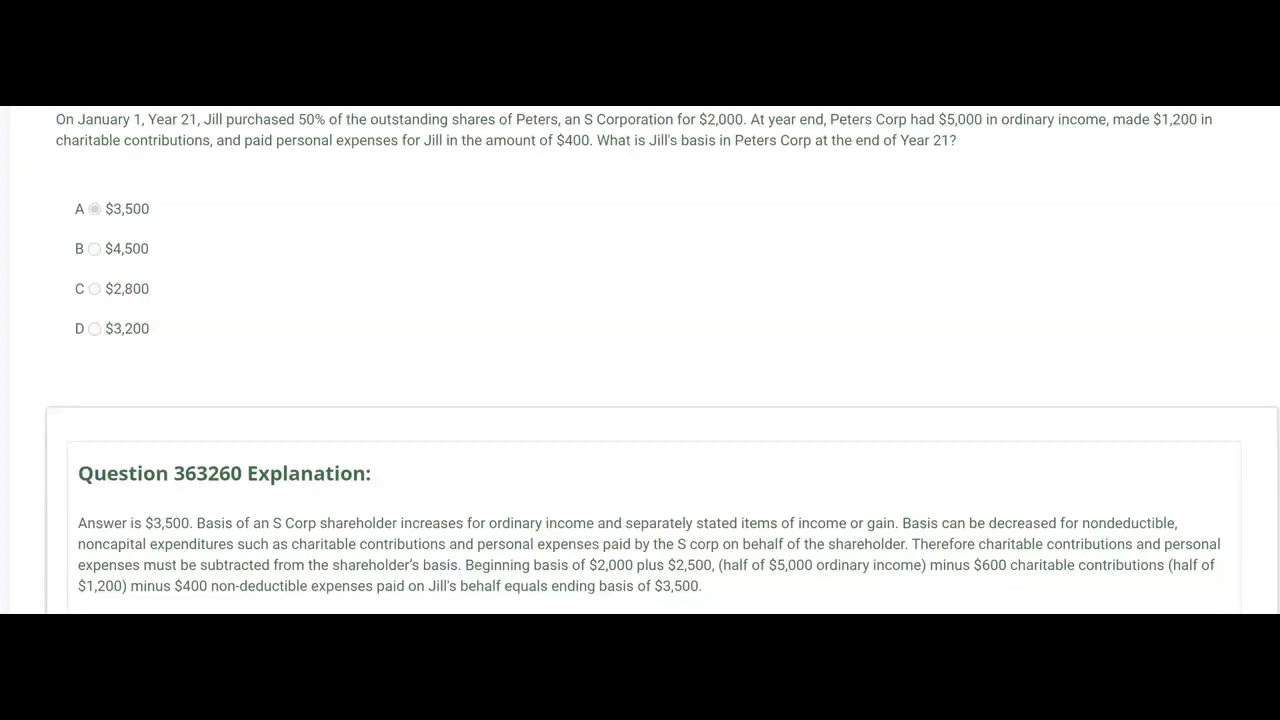 On January 1, Year 21, Jill purchased 50% of the outstanding shares of Peters, an S Corporation for $2,000. At year end, Peters Corp had $5,000 in ordinary income, made $1,200 in
charitable contributions, and paid personal expenses for Jill in the amount of $400. What is Jill's basis in Peters Corp at the end of Year 21?
A $3,500
B $4,500
C $2,800
D $3,200
Question 363260 Explanation:
Answer is $3,500. Basis of an S Corp shareholder increases for ordinary income and separately stated items of income or gain. Basis can be decreased for nondeductible,
noncapital expenditures such as charitable contributions and personal expenses paid by the S corp on behalf of the shareholder. Therefore charitable contributions and personal
expenses must be subtracted from the shareholder’s basis. Beginning basis of $2,000 plus $2,500, (half of $5,000 ordinary income) minus $600 charitable contributions (half of
$1,200) minus $400 non-deductible expenses paid on Jill's behalf equals ending basis of $3,500.